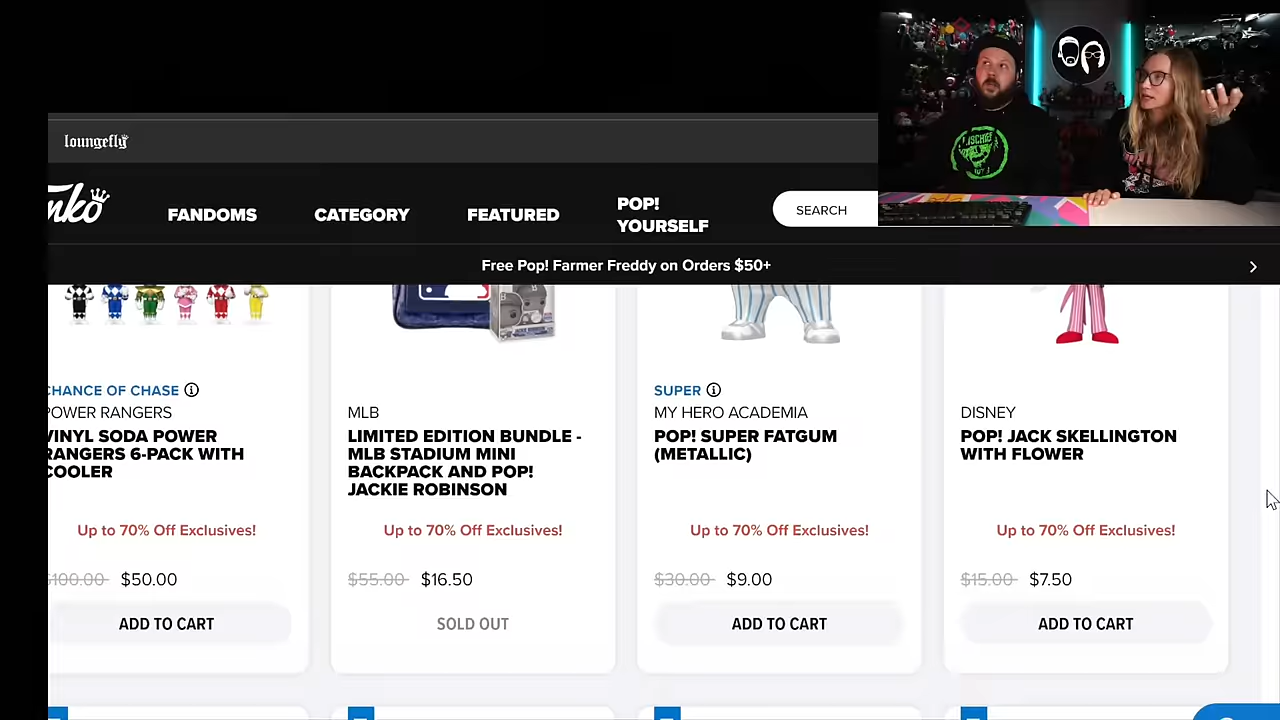 loungefly
FANDOMS
CATEGORY
FEATURED
POP!
YOURSELF
SEARCH
Free Pop! Farmer Freddy on Orders $50+
CHANCE OF CHASE
POWER RANGERS
VINYL SODA POWER
RANGERS 6-PACK WITH
COOLER
Up to 70% Off Exclusives!
$100.00 $50.00
ADD TO CART
MLB
LIMITED EDITION BUNDLE -
MLB STADIUM MINI
BACKPACK AND POP!
JACKIE ROBINSON
Up to 70% Off Exclusives!
$55.00 $16.50
SOLD OUT
SUPER
MY HERO ACADEMIA
POP! SUPER FATGUM
(METALLIC)
Up to 70% Off Exclusives!
$30.00 $9.00
ADD TO CART
DISNEY
POP! JACK SKELLINGTON
WITH FLOWER
Up to 70% Off Exclusives!
$15.00 $7.50
ADD TO CART